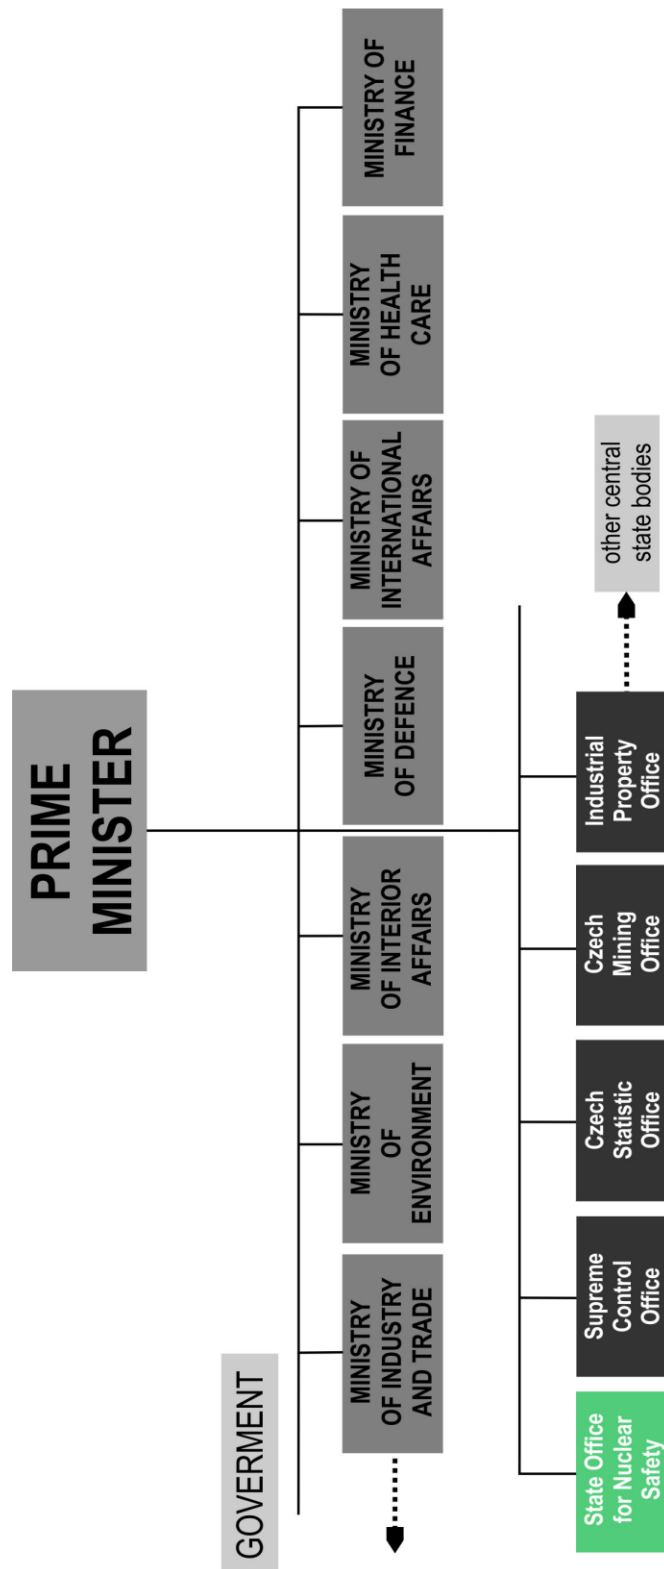 PRIME
MINISTER
GOVERMENT
MINISTRY
OF INDUSTRY
AND TRADE
MINISTRY
OF
ENVIRONMENT
MINISTRY
OF INTERIOR
AFFAIRS
MINISTRY
OF DEFENCE
MINISTRY OF
INTERNATIONAL
AFFAIRS
MINISTRY
OF HEALTH
CARE
MINISTRY OF
FINANCE
State Office
for Nuclear
Safety
Supreme
Control
Office
Czech
Statistic
Office
Czech
Mining
Office
Industrial
Property
Office
other central
state bodies